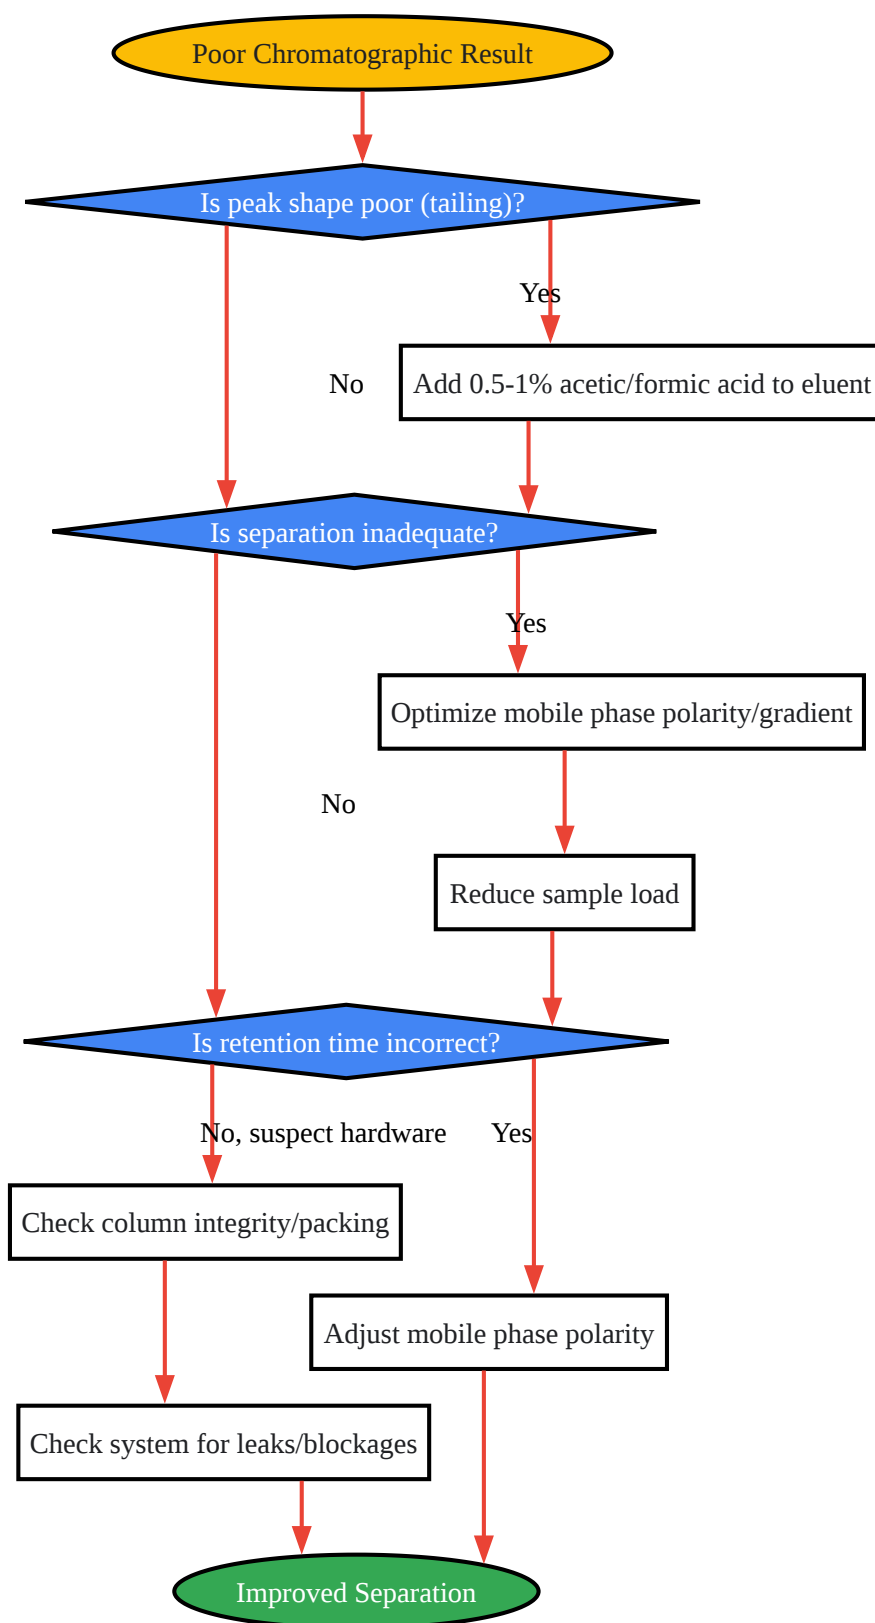 Poor Chromatographic Result
Is peak shape poor (tailing)?
Yes
No
Add 0.5-1% acetic/formic acid to eluent
Is separation inadequate?
Yes
Optimize mobile phase polarity/gradient
No
Reduce sample load
Is retention time incorrect?
No, suspect hardware
Yes
Check column integrity/packing
Adjust mobile phase polarity
Check system for leaks/blockages
Improved Separation